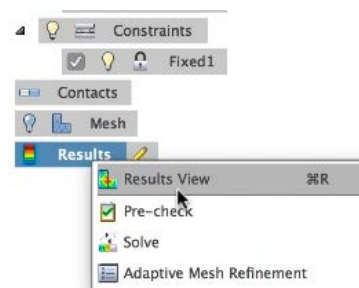 Constraints
Fixed1
Contacts
Mesh
Results
Results View ⌘R
Pre-check
Solve
Adaptive Mesh Refinement